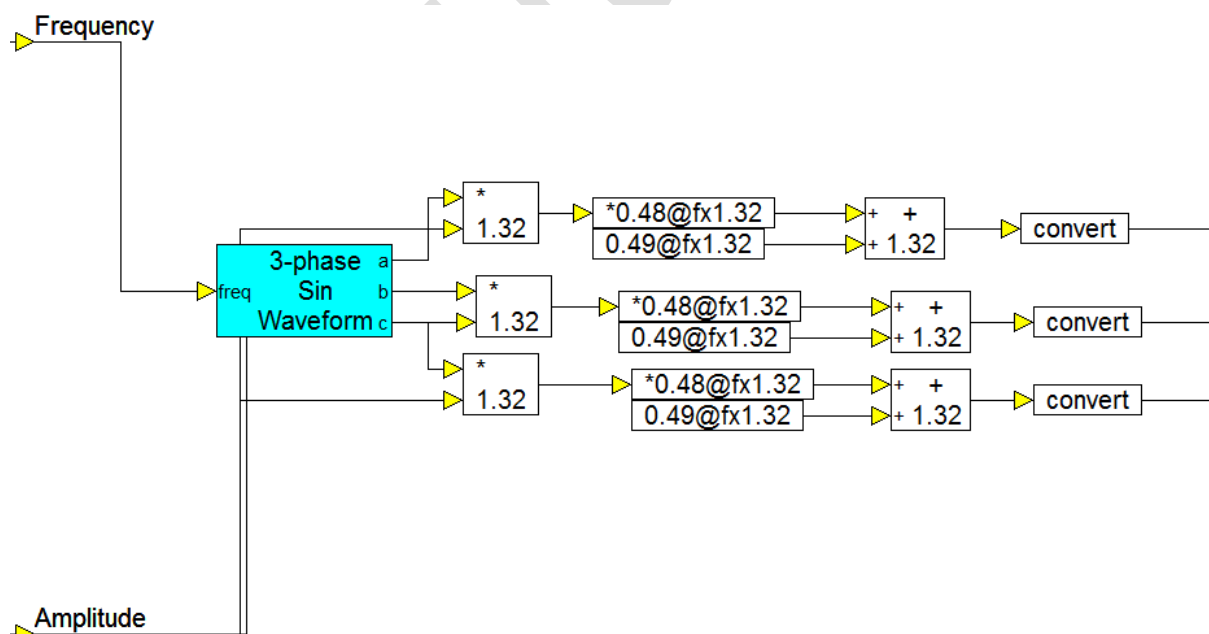 Frequency
*
1.32
*0.48@fx1.32
0.49@fx1.32
+ +
+ 1.32
convert
3-phase a
freq Sin b
Waveform c
*
1.32
*0.48@fx1.32
0.49@fx1.32
+ +
+ 1.32
convert
*
1.32
*0.48@fx1.32
0.49@fx1.32
+ +
+ 1.32
convert
Amplitude